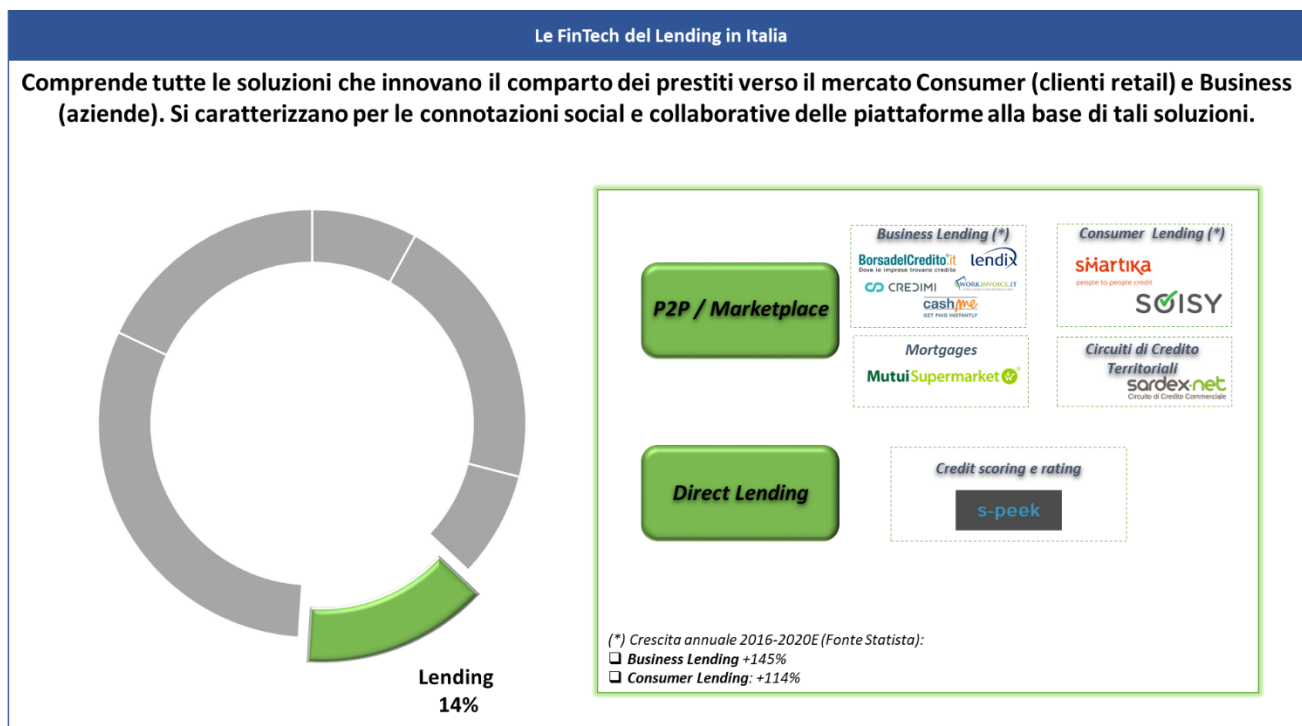 Le FinTech del Lending in Italia
Comprende tutte le soluzioni che innovano il comparto dei prestiti verso il mercato Consumer (clienti retail) e Business
(aziende). Si caratterizzano per le connotazioni social e collaborative delle piattaforme alla base di tali soluzioni.
Lending
14%
P2P / Marketplace
Business Lending (*)
BorsadelCredito.it
Dove le imprese trovano credito
lendix
CREDIMI
WORKINVOICE.IT
cashme
GET PAID INSTANTLY
Consumer Lending (*)
sMartika
people to people credit
SOISY
Mortgages
MutuiSupermarket
Circuiti di Credito
Territoriali
sardex.net
Circuito di Credito Commerciale
Direct Lending
Credit scoring e rating
s-peek
(*) Crescita annuale 2016-2020E (Fonte Statista):
❑ Business Lending +145%
❑ Consumer Lending: +114%